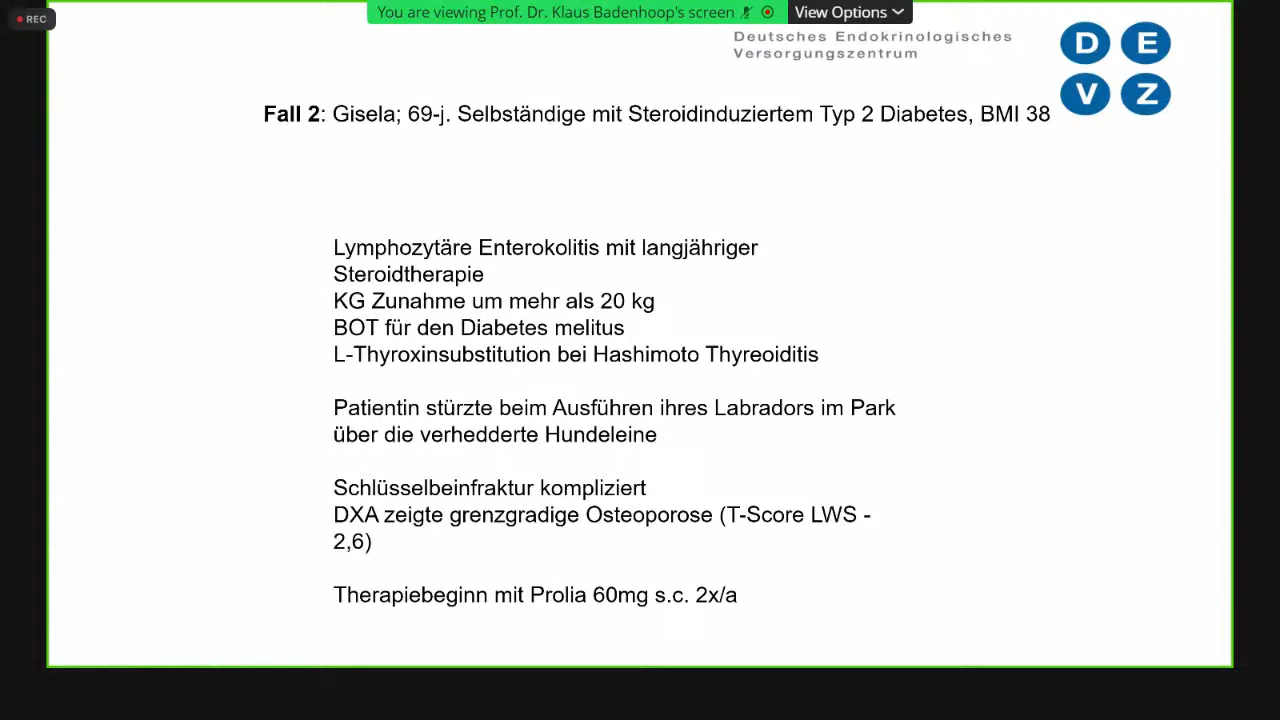 REC
You are viewing Prof. Dr. Klaus Badenhoop's screen
View Options
Deutsches Endokrinologisches
Versorgungszentrum
D E
V Z
Fall 2: Gisela; 69-j. Selbständige mit Steroidinduziertem Typ 2 Diabetes, BMI 38
Lymphozytäre Enterokolitis mit langjähriger
Steroidtherapie
KG Zunahme um mehr als 20 kg
BOT für den Diabetes melitus
L-Thyroxinsubstitution bei Hashimoto Thyreoiditis
Patientin stürzte beim Ausführen ihres Labradors im Park
über die verhedderte Hundeleine
Schlüsselbeinfraktur kompliziert
DXA zeigte grenzgradige Osteoporose (T-Score LWS -
2,6)
Therapiebeginn mit Prolia 60mg s.c. 2x/a